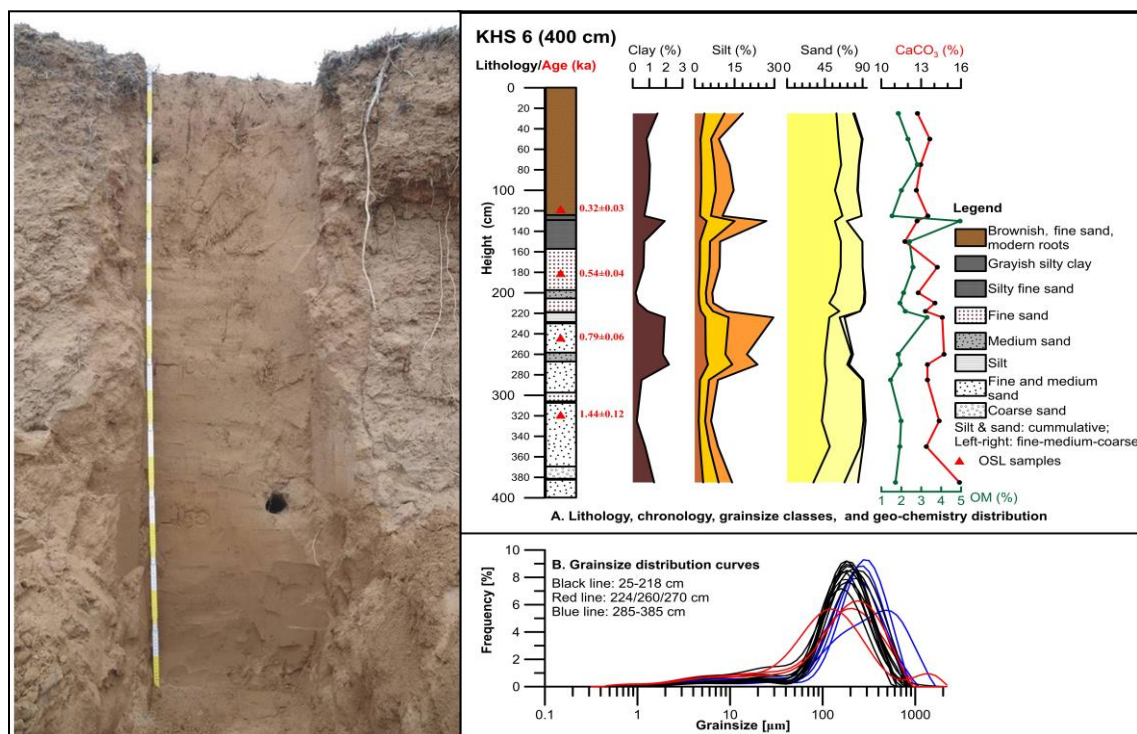 KHS 6 (400 cm)
Lithology/Age (ka)
Clay (%)
0 1 2 3
Silt (%)
0 15 30
Sand (%)
0 45 90
CaCO₃ (%)
10 13 16
Height (cm)
0
20
40
60
80
100
120
140
160
180
200
220
240
260
280
300
320
340
360
380
400
0.32±0.03
0.54±0.04
0.79±0.06
1.44±0.12
Legend
Brownish, fine sand,
modern roots
Grayish silty clay
Silty fine sand
Fine sand
Medium sand
Silt
Fine and medium
sand
Coarse sand
Silt & sand: cummulative;
Left-right: fine-medium-coarse
OSL samples
1 2 3 4 5
OM (%)
A. Lithology, chronology, grainsize classes, and geo-chemistry distribution
B. Grainsize distribution curves
Black line: 25-218 cm
Red line: 224/260/270 cm
Blue line: 285-385 cm
Frequency [%]
10
8
6
4
2
0
0.1 1 10 100 1000
Grainsize [µm]